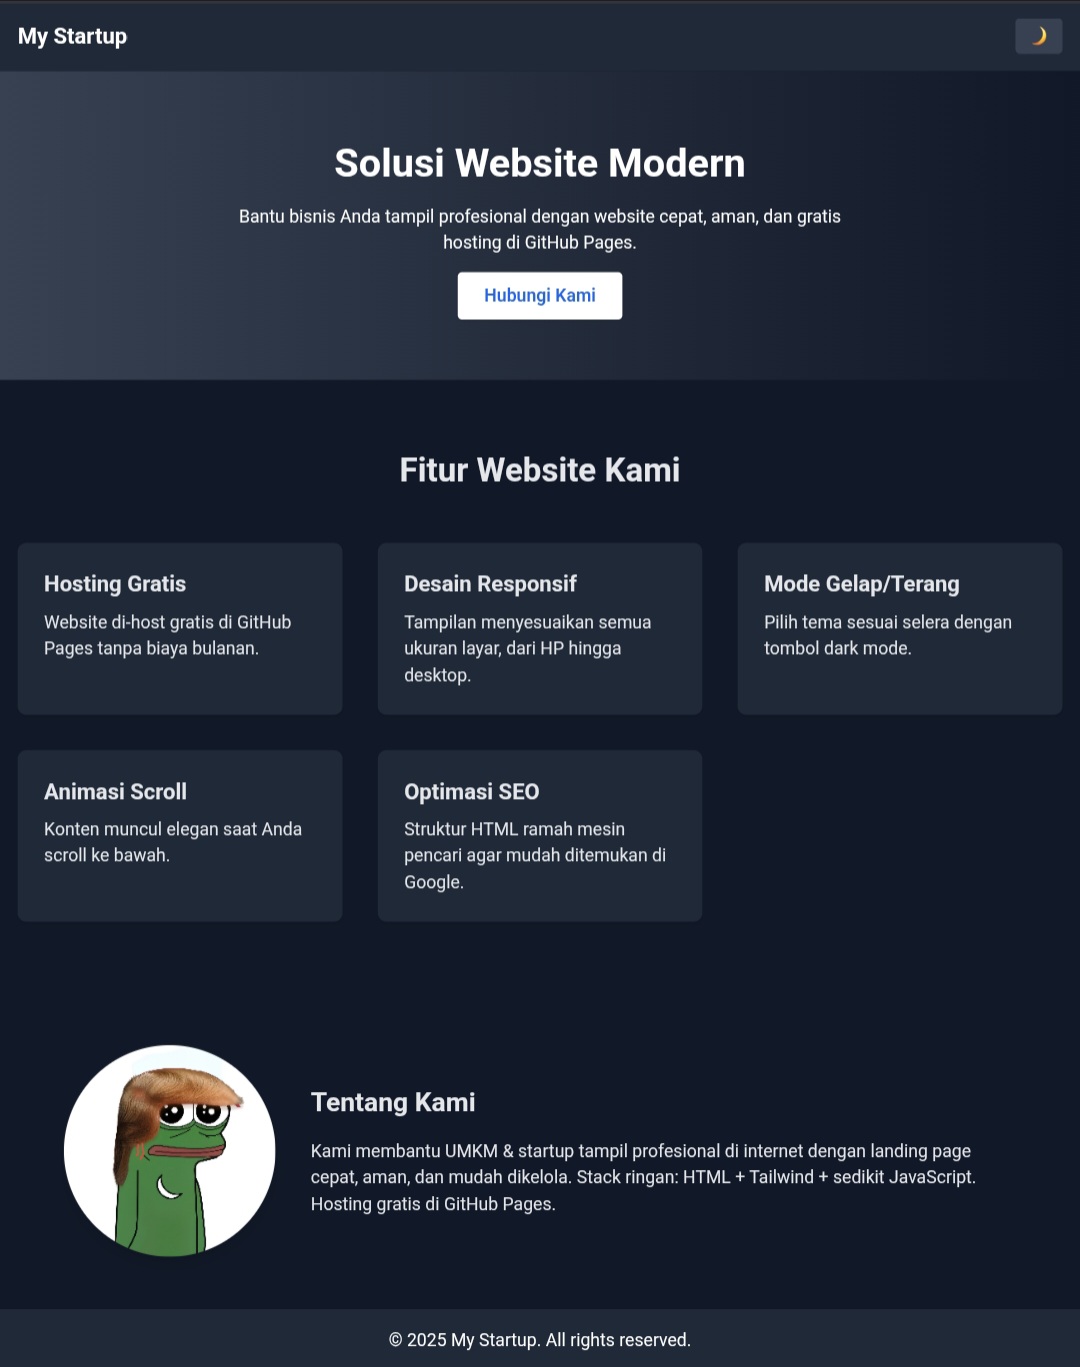 My Startup
Solusi Website Modern
Bantu bisnis Anda tampil profesional dengan website cepat, aman, dan gratis
hosting di GitHub Pages.
Hubungi Kami
Fitur Website Kami
Hosting Gratis
Website di-host gratis di GitHub
Pages tanpa biaya bulanan.
Desain Responsif
Tampilan menyesuaikan semua
ukuran layar, dari HP hingga
desktop.
Mode Gelap/Terang
Pilih tema sesuai selera dengan
tombol dark mode.
Animasi Scroll
Konten muncul elegan saat Anda
scroll ke bawah.
Optimasi SEO
Struktur HTML ramah mesin
pencari agar mudah ditemukan di
Google.
Tentang Kami
Kami membantu UMKM & startup tampil profesional di internet dengan landing page
cepat, aman, dan mudah dikelola. Stack ringan: HTML + Tailwind + sedikit JavaScript.
Hosting gratis di GitHub Pages.
© 2025 My Startup. All rights reserved.